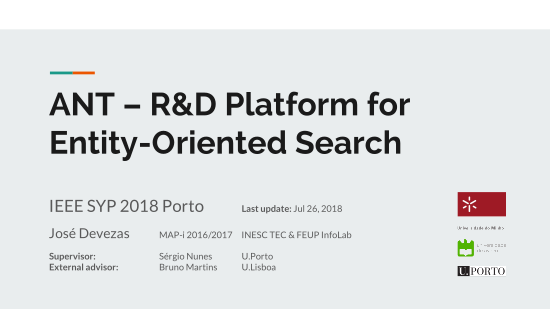 ANT – R&D Platform for
Entity-Oriented Search
IEEE SYP 2018 Porto
Last update: Jul 26, 2018
José Devezas MAP-i 2016/2017 INESC TEC & FEUP InfoLab
Supervisor: Sérgio Nunes U.Porto
External advisor: Bruno Martins U.Lisboa
Universidade do Minho
universidade
U.PORTO